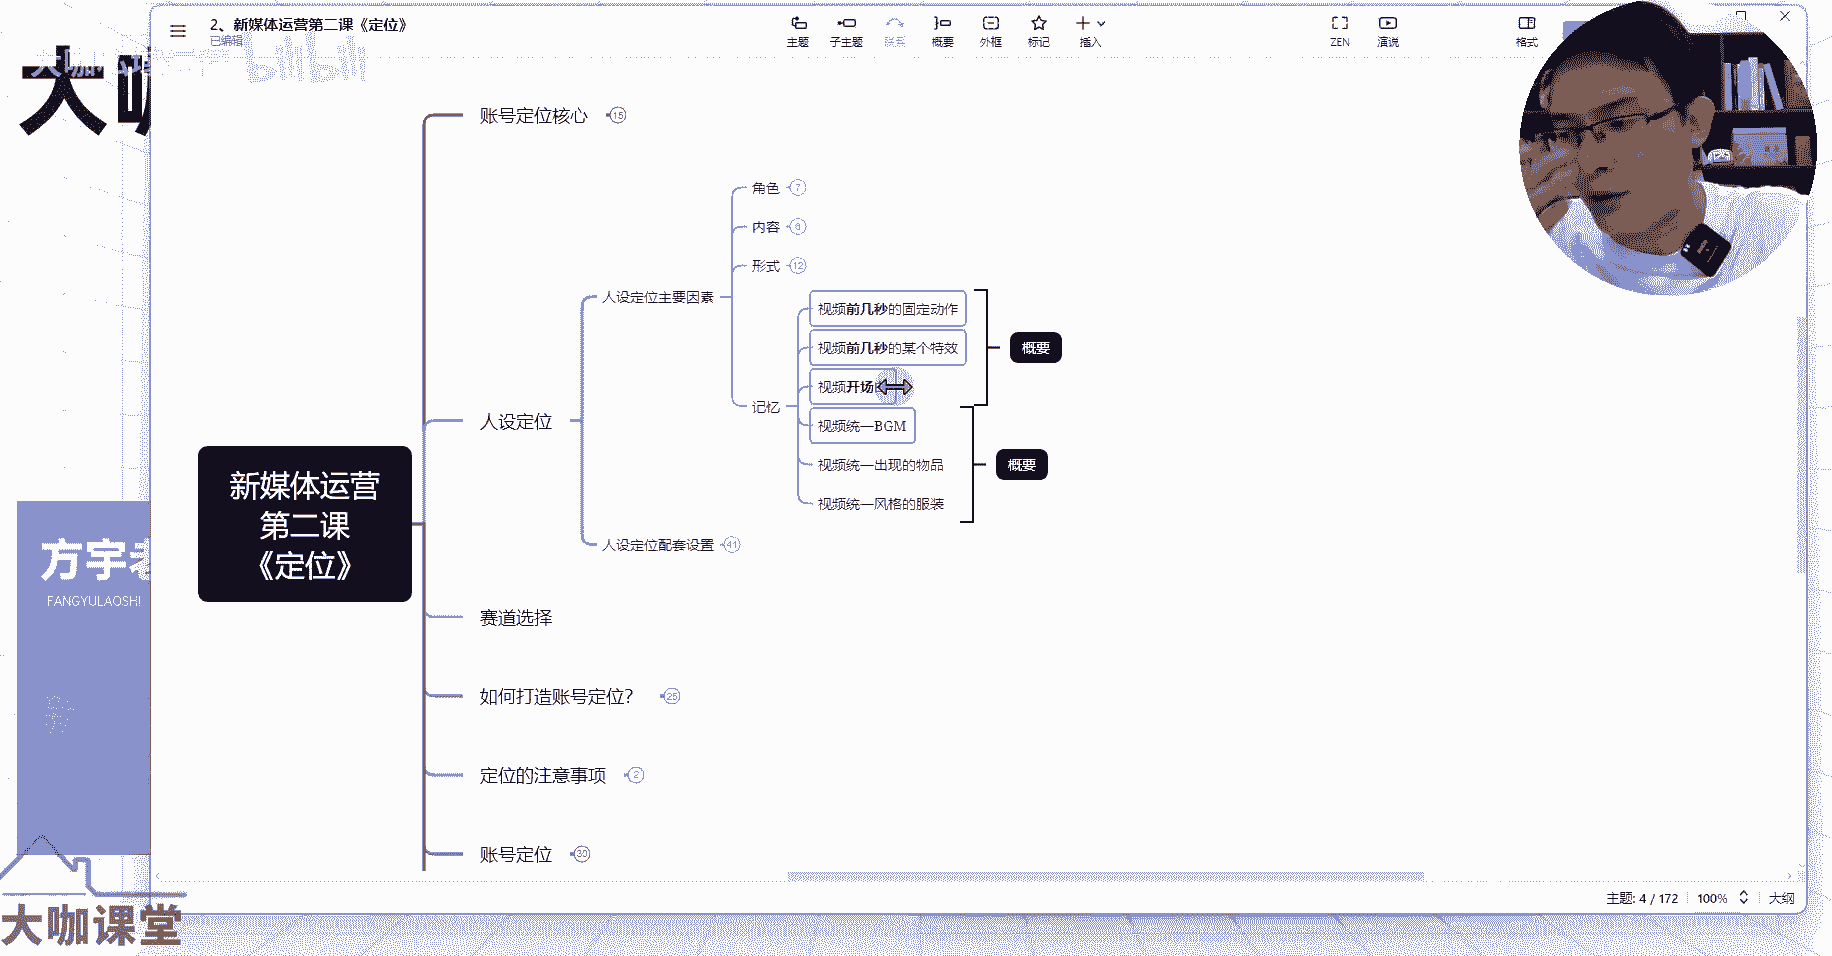 2、新媒体运营第二课《定位》
已编辑
主题
子主题
联系
概要
外框
标记
插入
ZEN
演说
格式
大咖
bilibili
账号定位核心
15
角色
7
内容
形式
12
人设定位主要因素
视频前几秒的固定动作
视频前几秒的某个特效
视频开场
视频统一BGM
视频统一出现的物品
视频统一风格的服装
概要
概要
记忆
人设定位
人设定位配套设置
41
新媒体运营
第二课
《定位》
赛道选择
如何打造账号定位?
25
定位的注意事项
2
账号定位
30
方宇老
FANGYULAOSHI
大咖课堂
主题: 4 / 172
100%
大纲